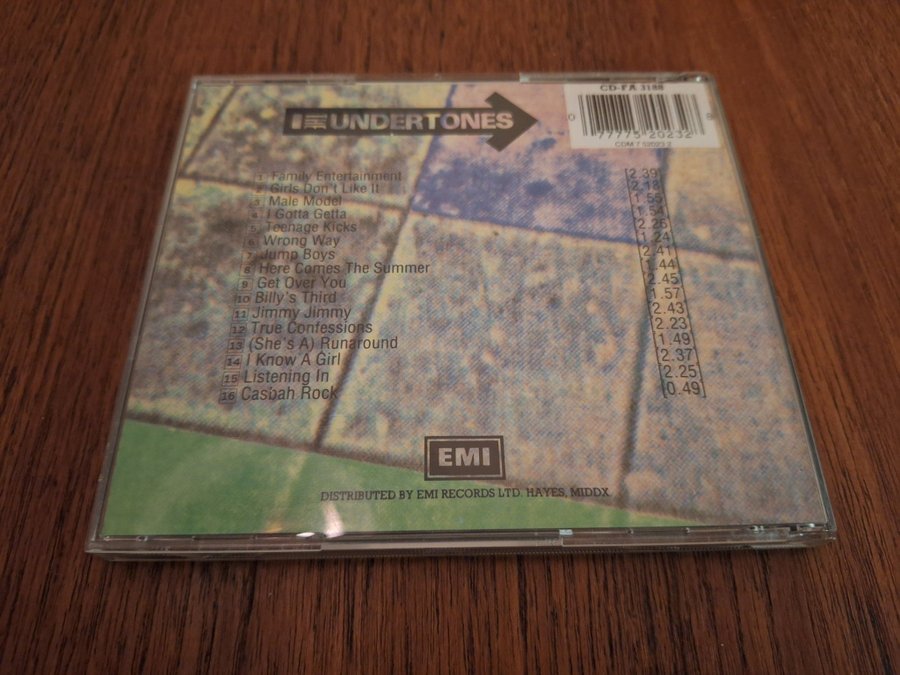 THE UNDERTONES
CD-FA 3188
0 77775 20232 8
CDM 7 52023 2
1 Family Entertainment [2.39]
2 Girls Don't Like It [2.18]
3 Male Model [1.55]
4 I Gotta Getta
5 Teenage Kicks [2.26]
6 Wrong Way [1.24]
7 Jump Boys [2.41]
8 Here Comes The Summer [1.44]
9 Get Over You [2.45]
10 Billy's Third [1.57]
11 Jimmy Jimmy [2.43]
12 True Confessions [2.23]
13 (She's A) Runaround [1.49]
14 I Know A Girl [2.37]
15 Listening In [2.25]
16 Casbah Rock [0.49]
EMI
DISTRIBUTED BY EMI RECORDS LTD. HAYES, MIDDX.